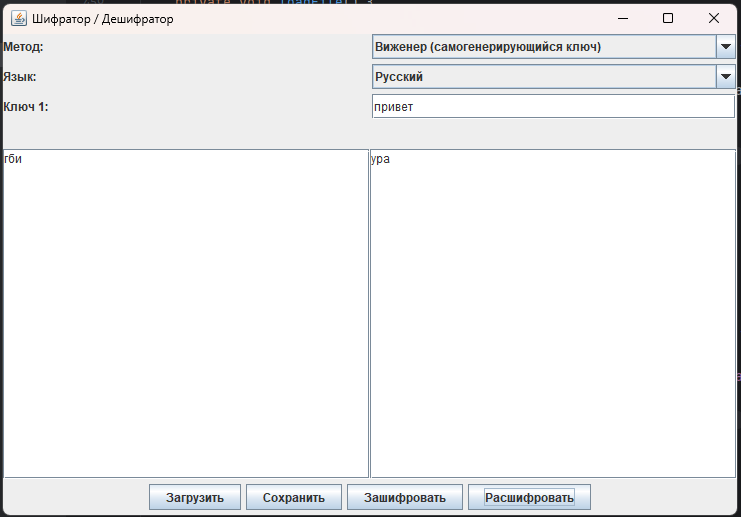 Шифратор / Дешифратор
Метод:
Виженер (самогенерирующийся ключ)
Язык:
Русский
Ключ 1:
привет
гби
ура
Загрузить
Сохранить
Зашифровать
Расшифровать